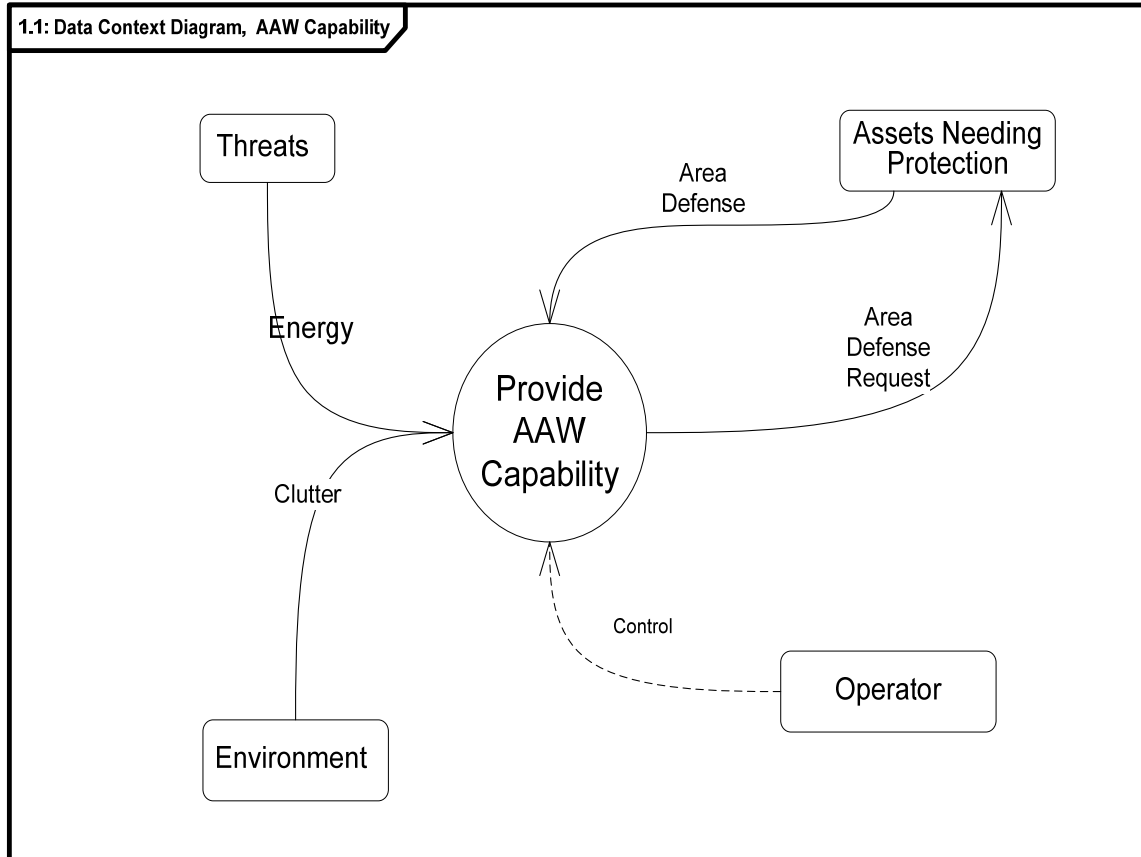 1.1: Data Context Diagram, AAW Capability
Threats
Assets Needing
Protection
Area
Defense
Energy
Area
Defense
Request
Provide
AAW
Capability
Clutter
Control
Operator
Environment